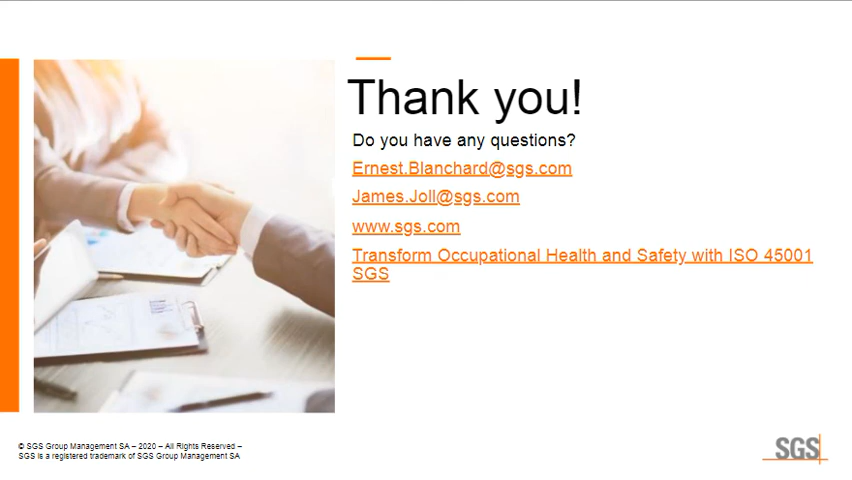 Thank you!
Do you have any questions?
Ernest.Blanchard@sgs.com
James.Joll@sgs.com
www.sgs.com
Transform Occupational Health and Safety with ISO 45001
SGS
© SGS Group Management SA – 2020 – All Rights Reserved –
SGS is a registered trademark of SGS Group Management SA
SGS